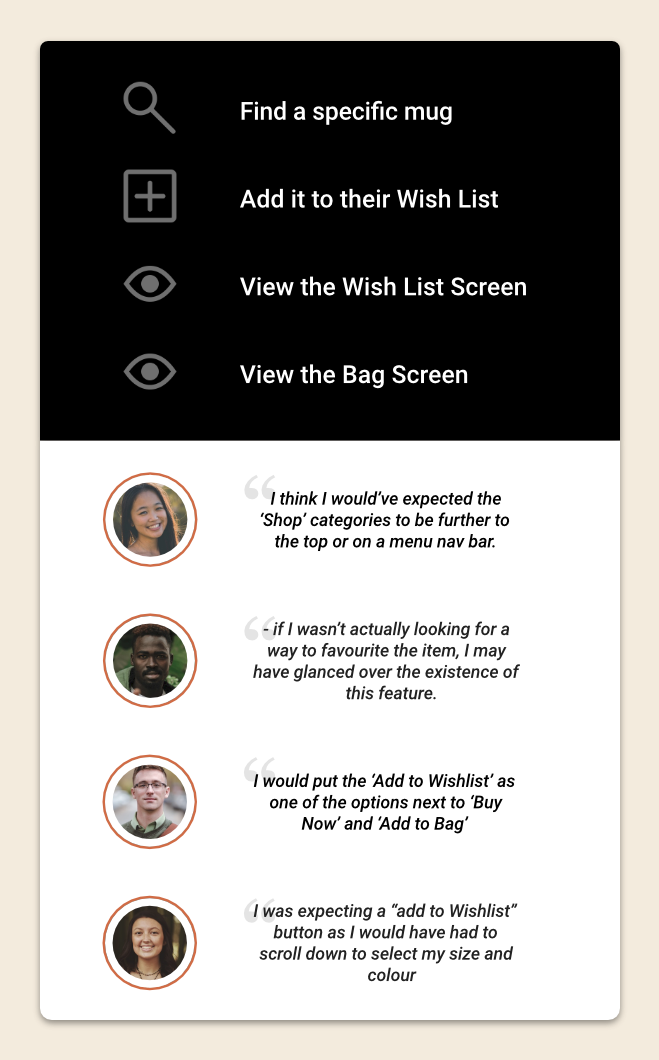 Find a specific mug
Add it to their Wish List
View the Wish List Screen
View the Bag Screen
“
I think I would’ve expected the
‘Shop’ categories to be further to
the top or on a menu nav bar.
“
- if I wasn’t actually looking for a
way to favourite the item, I may
have glanced over the existence of
this feature.
“
I would put the ‘Add to Wishlist’ as
one of the options next to ‘Buy
Now’ and ‘Add to Bag’
“
I was expecting a “add to Wishlist”
button as I would have had to
scroll down to select my size and
colour